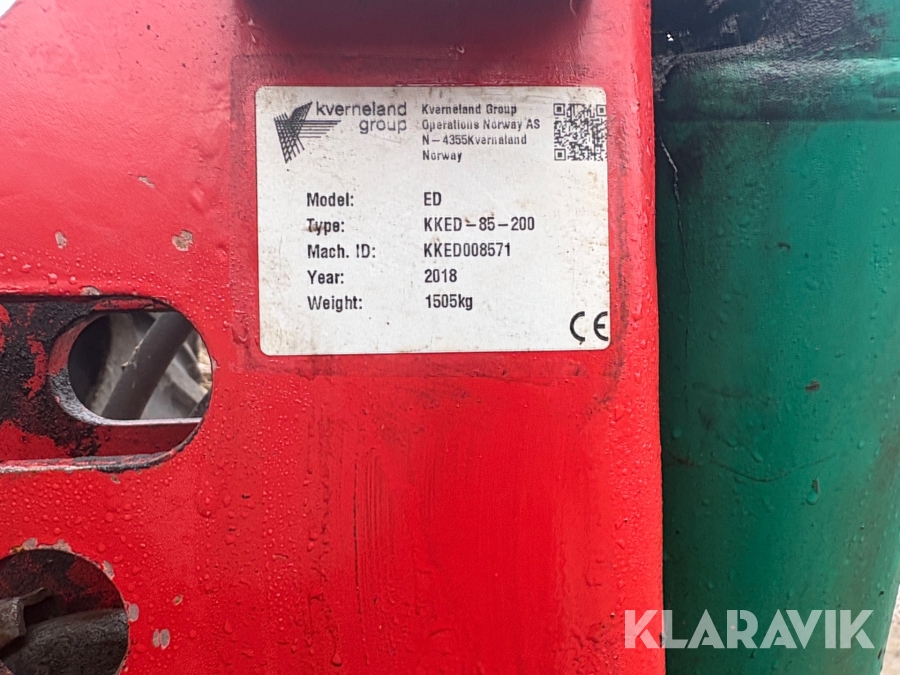 kverneland
group
Kverneland Group
Operations Norway AS
N-4355Kvernaland
Norway
Model: ED
Type: KKED-85-200
Mach. ID: KKED008571
Year: 2018
Weight: 1505kg
CE
KLARAVIK